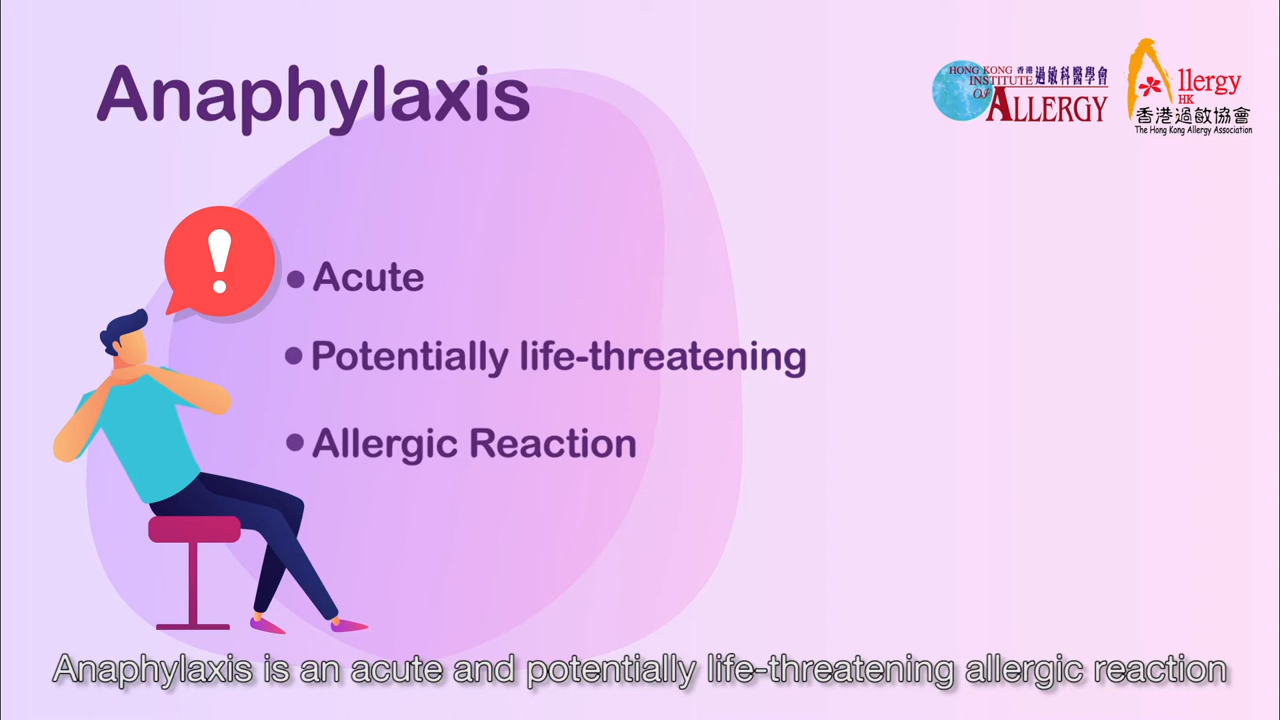 Anaphylaxis
HONG KONG 香港 過敏科醫學會
INSTITUTE
Of ALLERGY
Allergy
HK
香港過敏協會
The Hong Kong Allergy Association
!
• Acute
• Potentially life-threatening
• Allergic Reaction
Anaphylaxis is an acute and potentially life-threatening allergic reaction